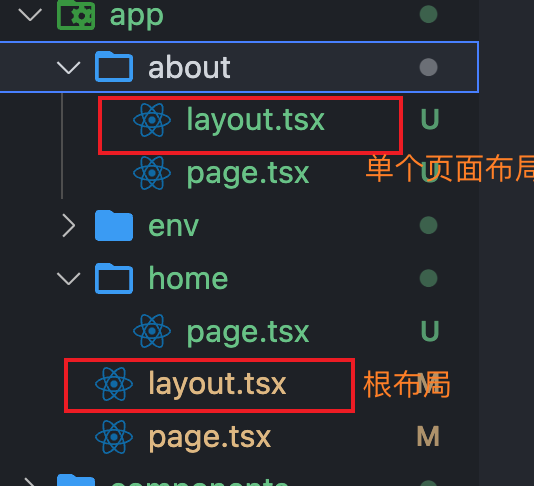 app
about
layout.tsx U
page.tsx U
单个页面布局
env
home
page.tsx U
layout.tsx M
根布局
page.tsx M
components